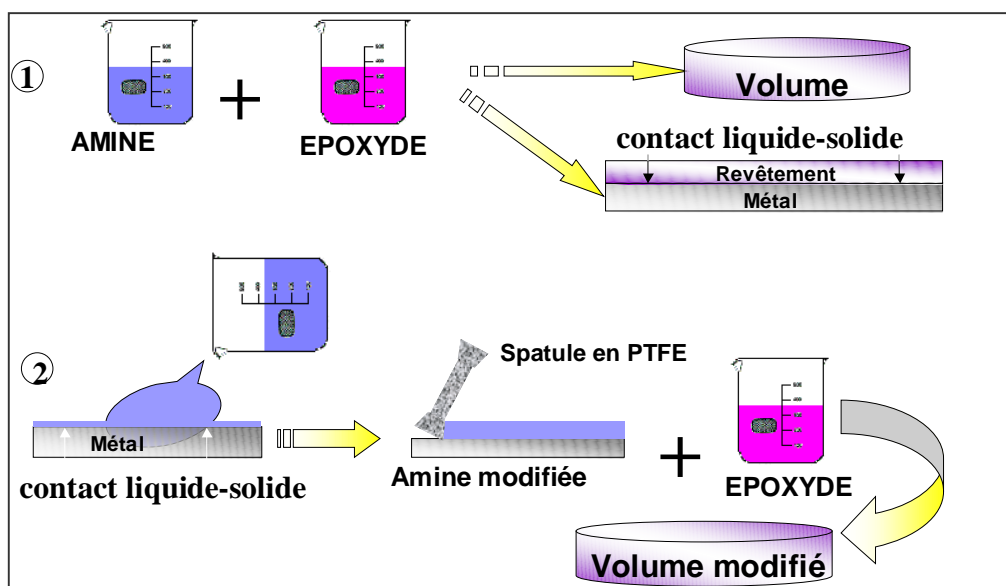 1
AMINE
+
EPOXYDE
Volume
contact liquide-solide
Revêtement
Métal
2
Métal
contact liquide-solide
Spatule en PTFE
Amine modifiée
+
EPOXYDE
Volume modifié